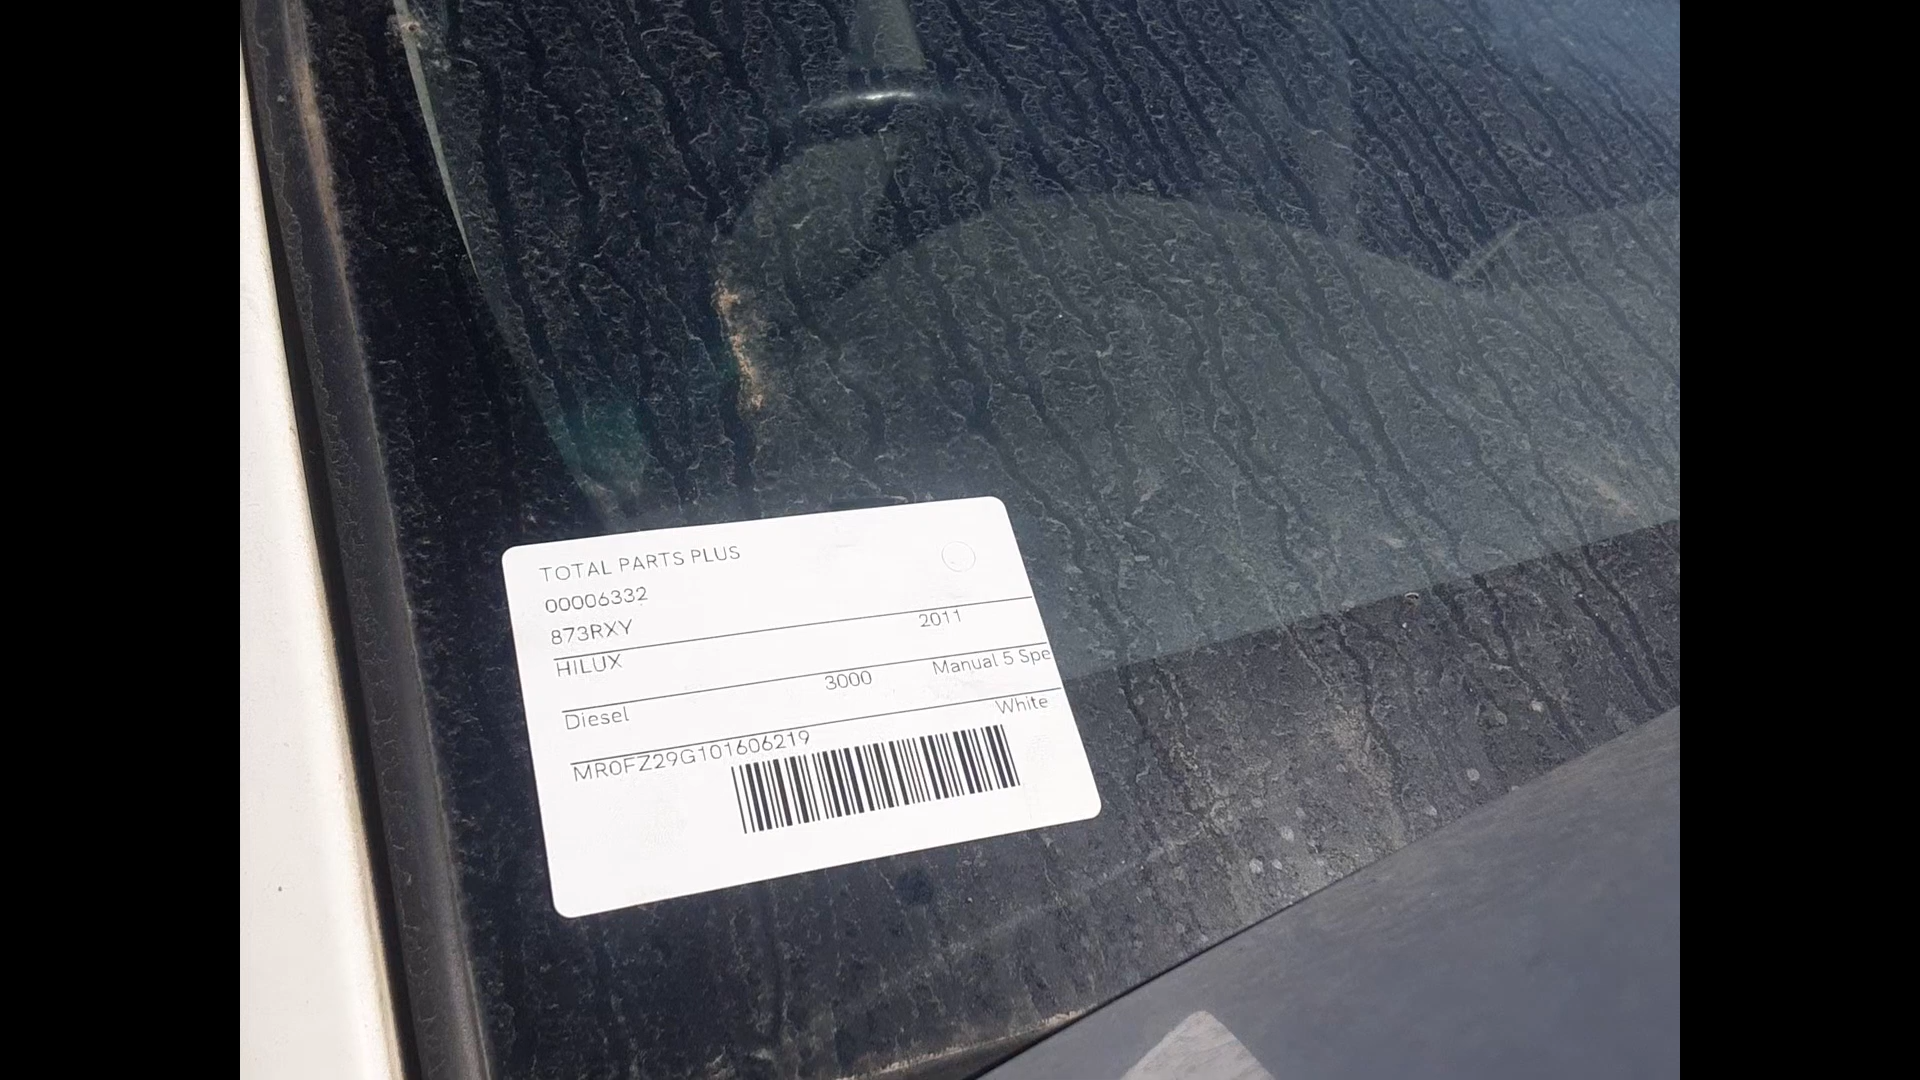 TOTAL PARTS PLUS
00006332
873RXY
HILUX 2011
Diesel 3000 Manual 5 Spe
MR0FZ29G101606219 White